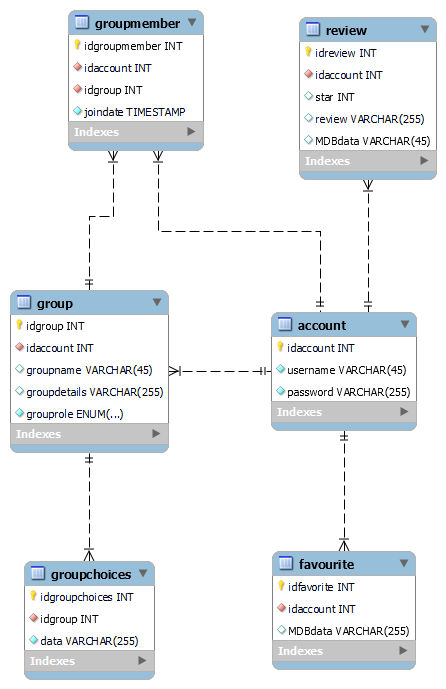 groupmember
idgroupmember INT
idaccount INT
idgroup INT
joindate TIMESTAMP
Indexes
review
idreview INT
idaccount INT
star INT
review VARCHAR(255)
MDBdata VARCHAR(45)
Indexes
group
idgroup INT
idaccount INT
groupname VARCHAR(45)
groupdetails VARCHAR(255)
grouprole ENUM(...)
Indexes
account
idaccount INT
username VARCHAR(45)
password VARCHAR(255)
Indexes
groupchoices
idgroupchoices INT
idgroup INT
data VARCHAR(255)
Indexes
favourite
idfavorite INT
idaccount INT
MDBdata VARCHAR(255)
Indexes